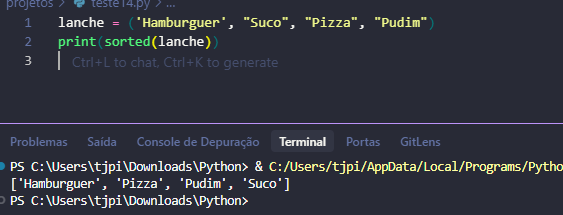 projetos > teste14.py > ...
1 lanche = ('Hamburguer', "Suco", "Pizza", "Pudim")
2 print(sorted(lanche))
3 Ctrl+L to chat, Ctrl+K to generate
Problemas Saída Console de Depuração Terminal Portas GitLens
PS C:\Users\tjpi\Downloads\Python> & C:/Users/tjpi/AppData/Local/Programs/Pytho
['Hamburguer', 'Pizza', 'Pudim', 'Suco']
PS C:\Users\tjpi\Downloads\Python>